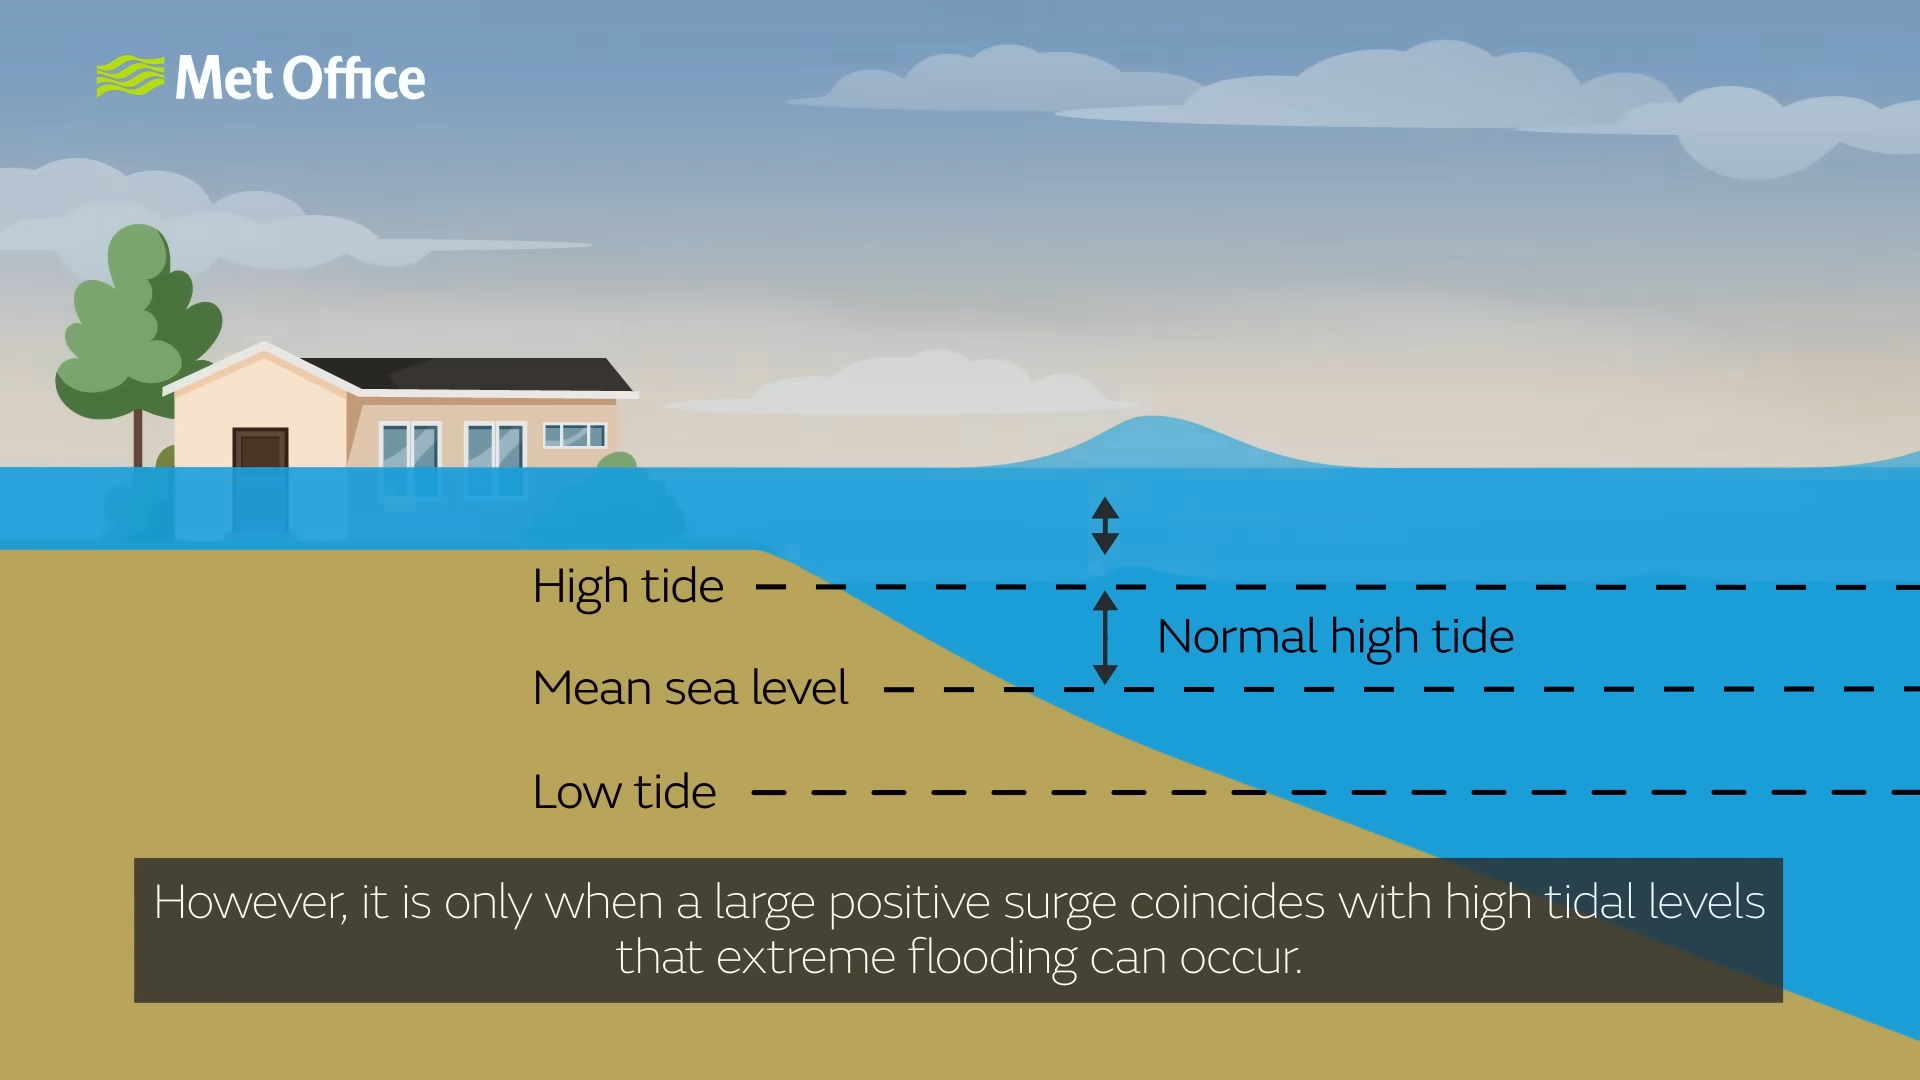 Met Office
High tide
Normal high tide
Mean sea level
Low tide
However, it is only when a large positive surge coincides with high tidal levels
that extreme flooding can occur.